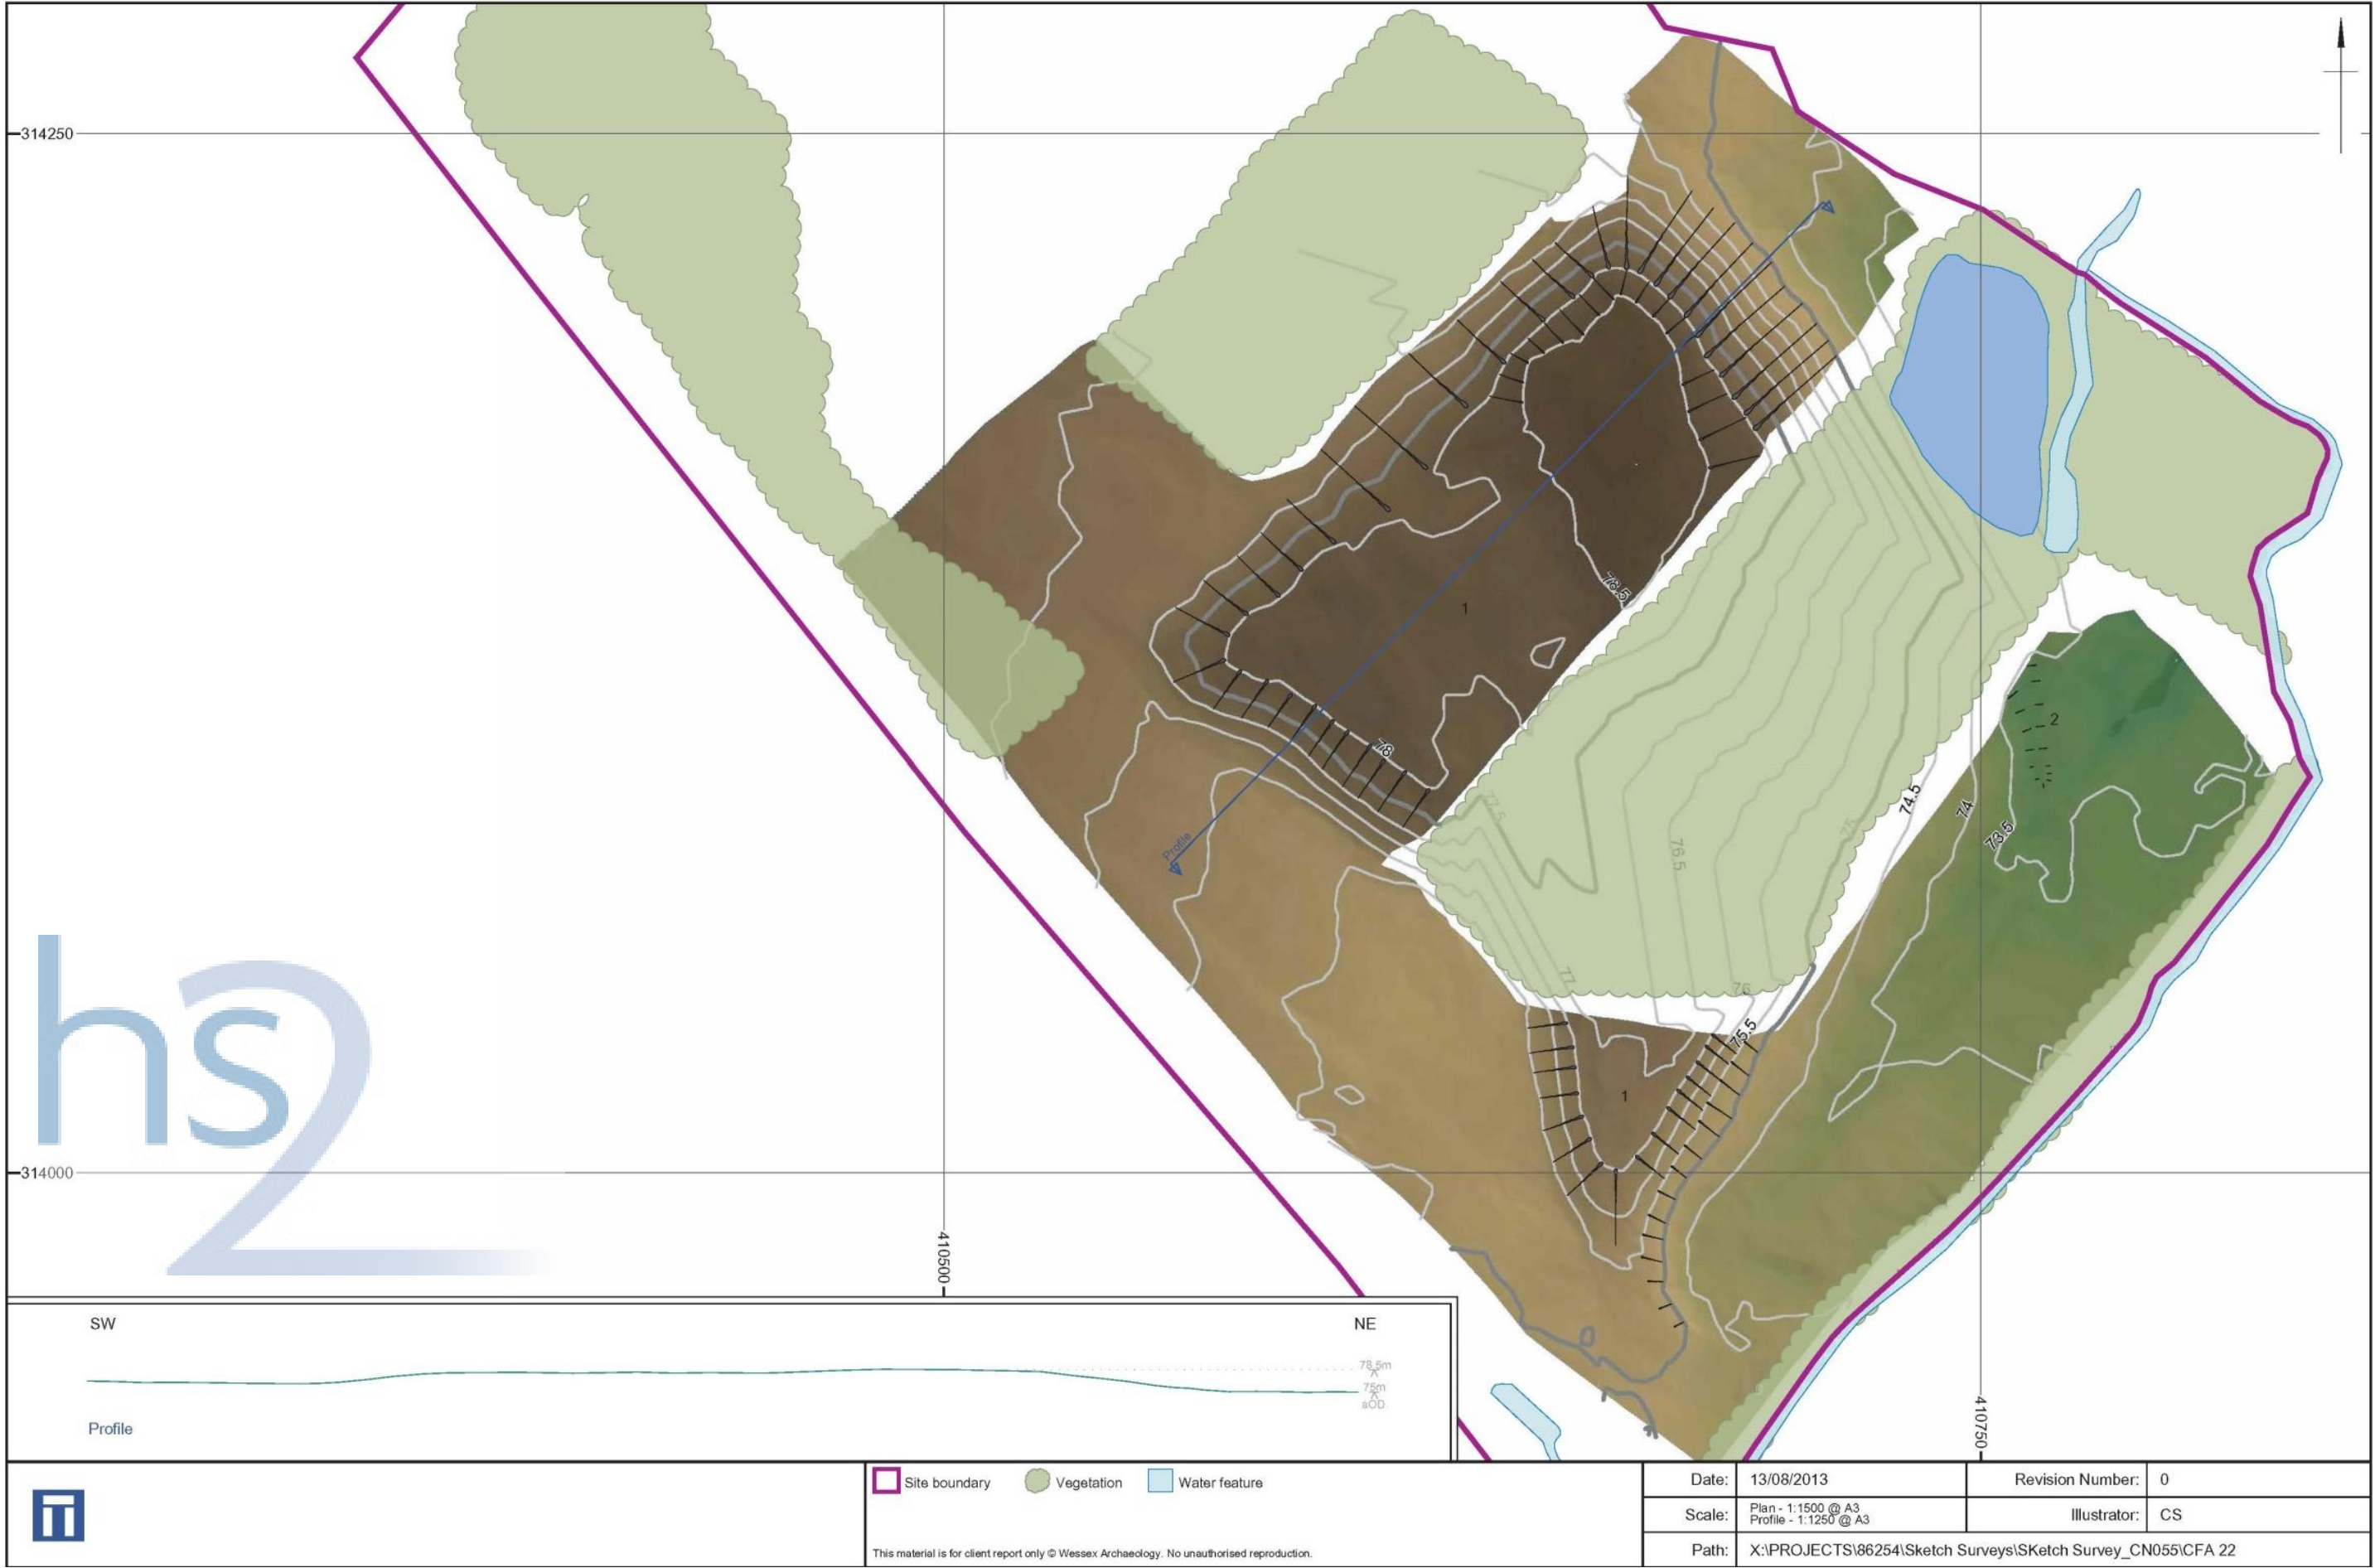 314250
78.5
1
2
78
77.5
76.5
75
74.5
74
73.5
Profile
77
76
75.5
1
314000
410500
410750
hs2
SW
NE
78.5m
75m
aOD
Profile
Site boundary
Vegetation
Water feature
This material is for client report only © Wessex Archaeology. No unauthorised reproduction.
Date: 13/08/2013 Revision Number: 0
Scale: Plan - 1:1500 @ A3
Profile - 1:1250 @ A3
Illustrator: CS
Path: X:\PROJECTS\86254\Sketch Surveys\SKetch Survey_CN055\CFA 22